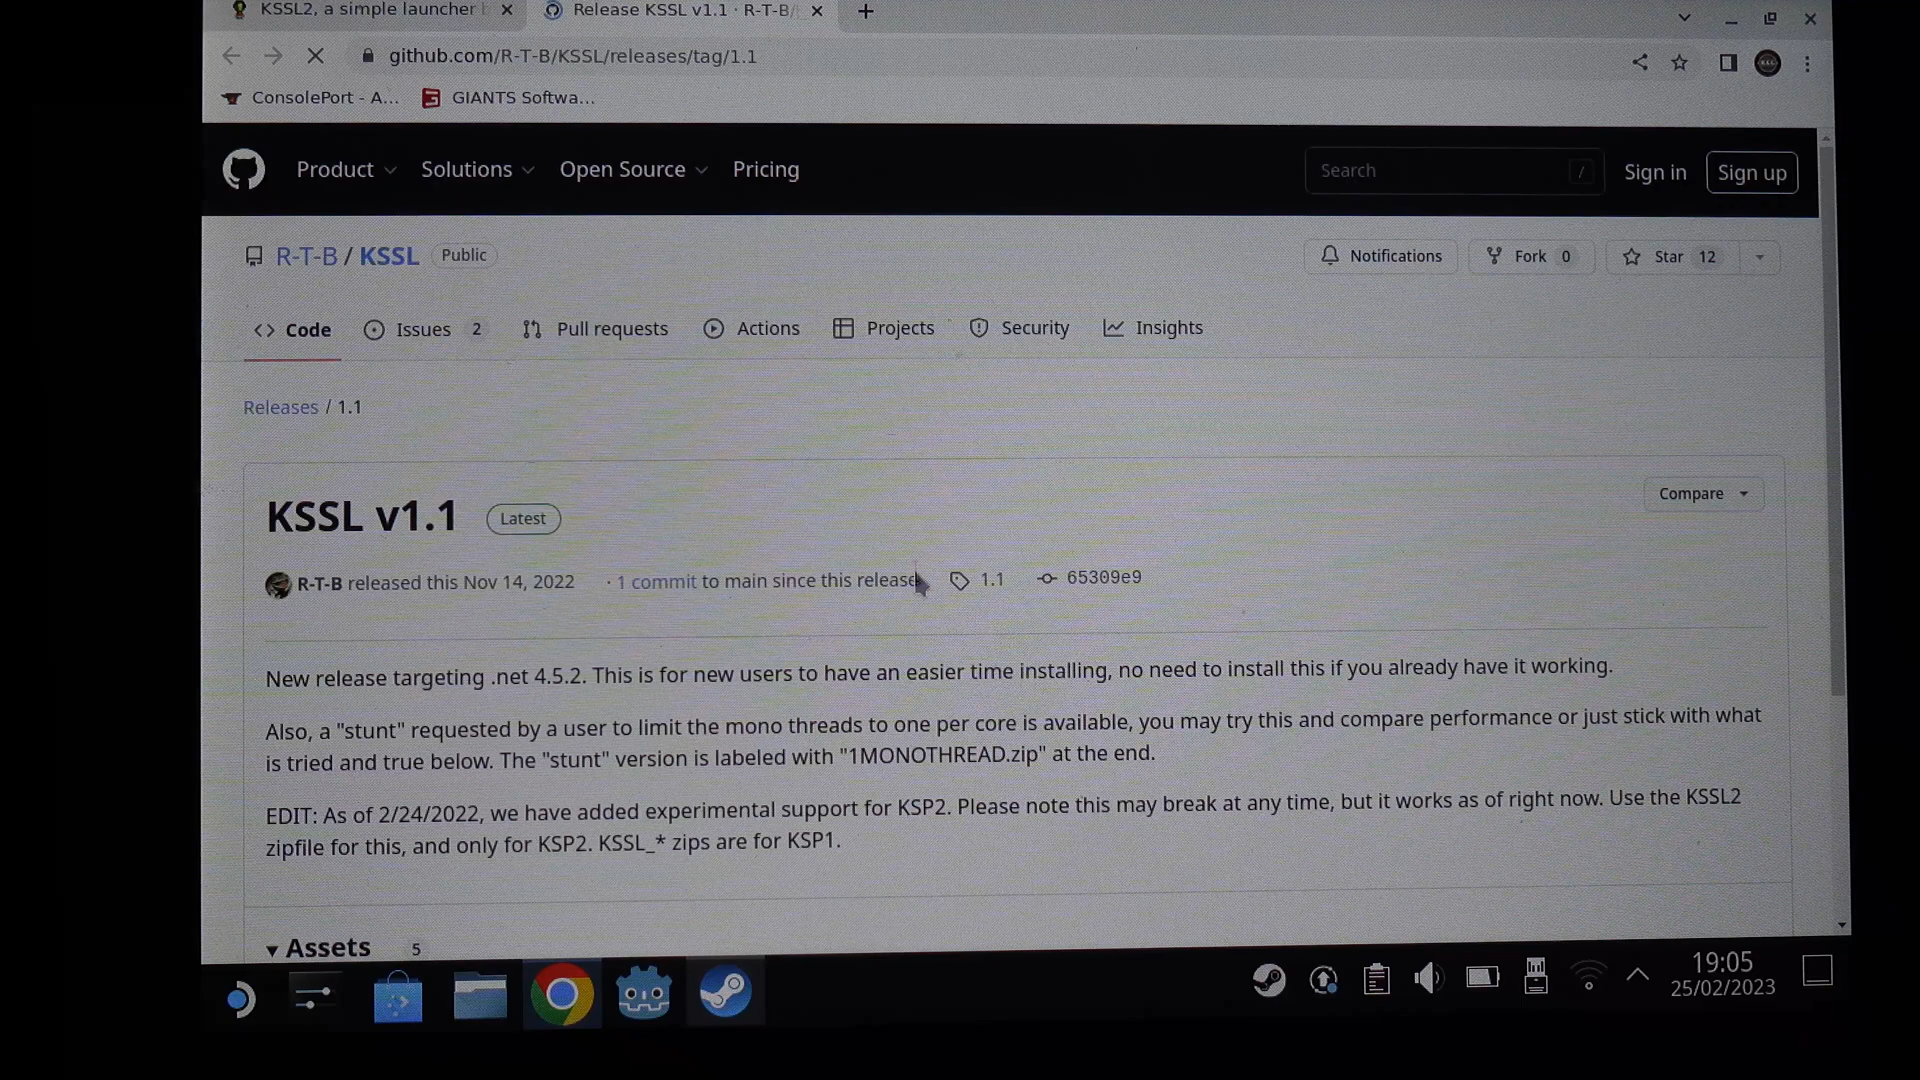 KSSL2, a simple launcher
Release KSSL v1.1 · R-T-B/
github.com/R-T-B/KSSL/releases/tag/1.1
ConsolePort - A...
GIANTS Softwa...
Product
Solutions
Open Source
Pricing
Search
/
Sign in
Sign up
R-T-B / KSSL
Public
Notifications
Fork 0
Star 12
Code
Issues 2
Pull requests
Actions
Projects
Security
Insights
Releases / 1.1
KSSL v1.1
Latest
Compare
R-T-B released this Nov 14, 2022 · 1 commit to main since this release 1.1 65309e9
New release targeting .net 4.5.2. This is for new users to have an easier time installing, no need to install this if you already have it working.
Also, a "stunt" requested by a user to limit the mono threads to one per core is available, you may try this and compare performance or just stick with what
is tried and true below. The "stunt" version is labeled with "1MONOTHREAD.zip" at the end.
EDIT: As of 2/24/2022, we have added experimental support for KSP2. Please note this may break at any time, but it works as of right now. Use the KSSL2
zipfile for this, and only for KSP2. KSSL_* zips are for KSP1.
Assets 5
19:05
25/02/2023